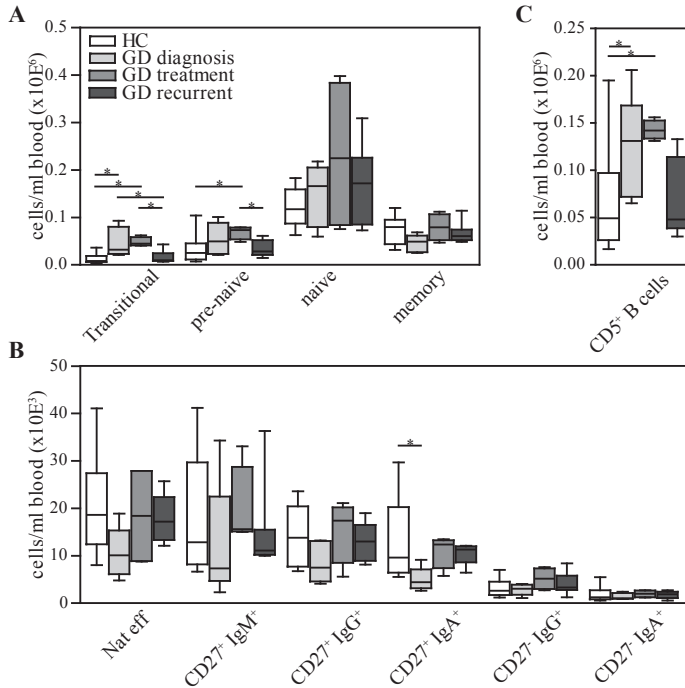 A
cells/ml blood (x10E⁶)
0.5
0.4
0.3
0.2
0.1
0.0
HC
GD diagnosis
GD treatment
GD recurrent
* * * *
* *
Transitional
pre-naive
naive
memory
C
cells/ml blood (x10E⁶)
0.25
0.20
0.15
0.10
0.05
0.00
*
*
CD5⁺ B cells
B
cells/ml blood (x10E³)
50
40
30
20
10
0
*
Nat eff
CD27⁺ IgM⁺
CD27⁺ IgG⁺
CD27⁺ IgA⁺
CD27⁻ IgG⁺
CD27⁻ IgA⁺